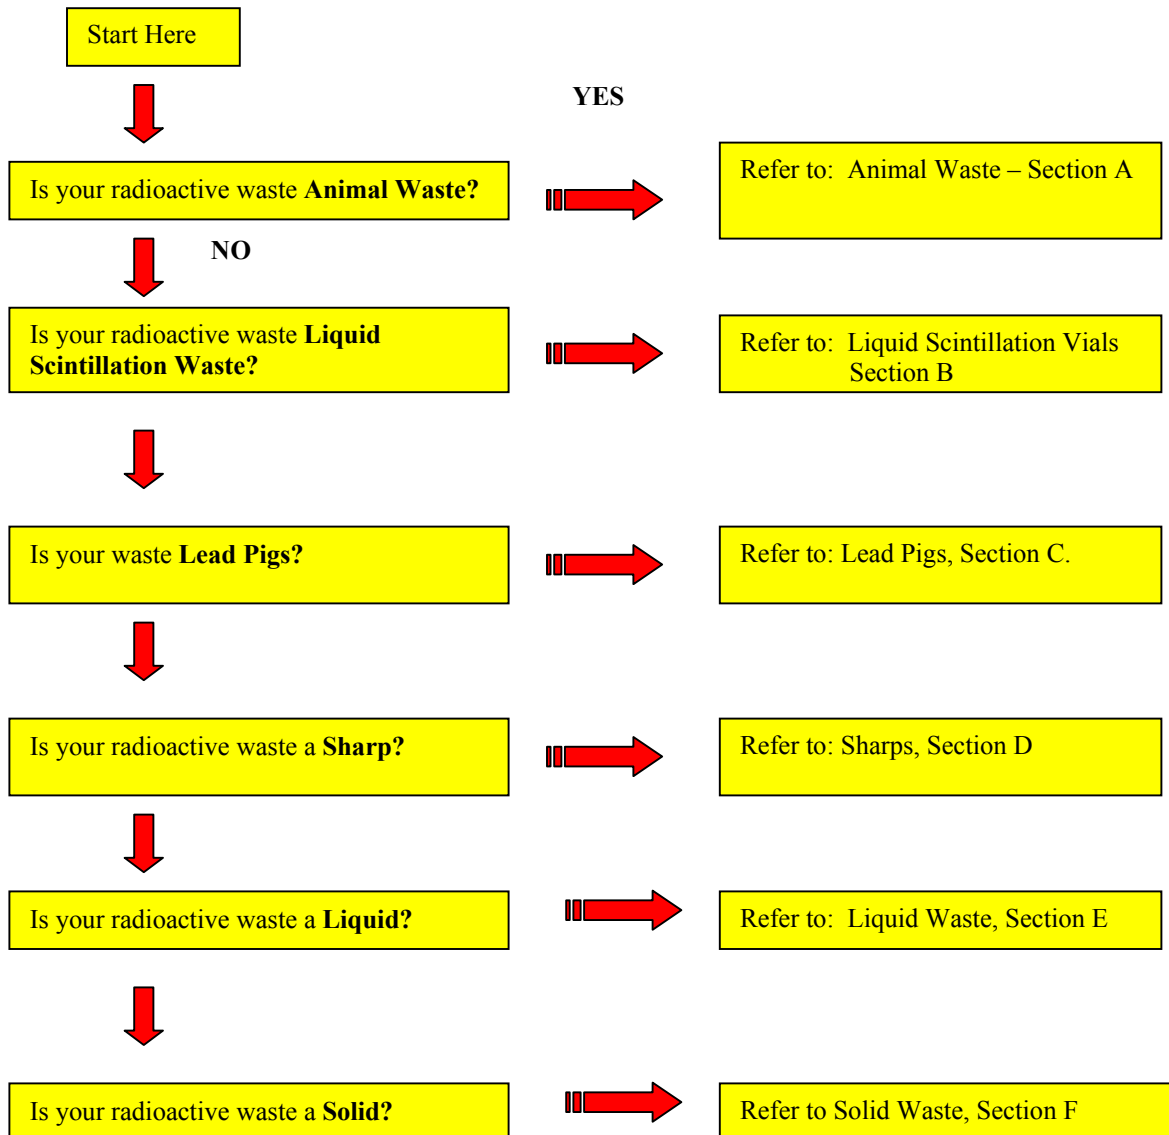 Start Here
YES
Is your radioactive waste Animal Waste?
Refer to: Animal Waste – Section A
NO
Is your radioactive waste Liquid
Scintillation Waste?
Refer to: Liquid Scintillation Vials
Section B
Is your waste Lead Pigs?
Refer to: Lead Pigs, Section C.
Is your radioactive waste a Sharp?
Refer to: Sharps, Section D
Is your radioactive waste a Liquid?
Refer to: Liquid Waste, Section E
Is your radioactive waste a Solid?
Refer to Solid Waste, Section F